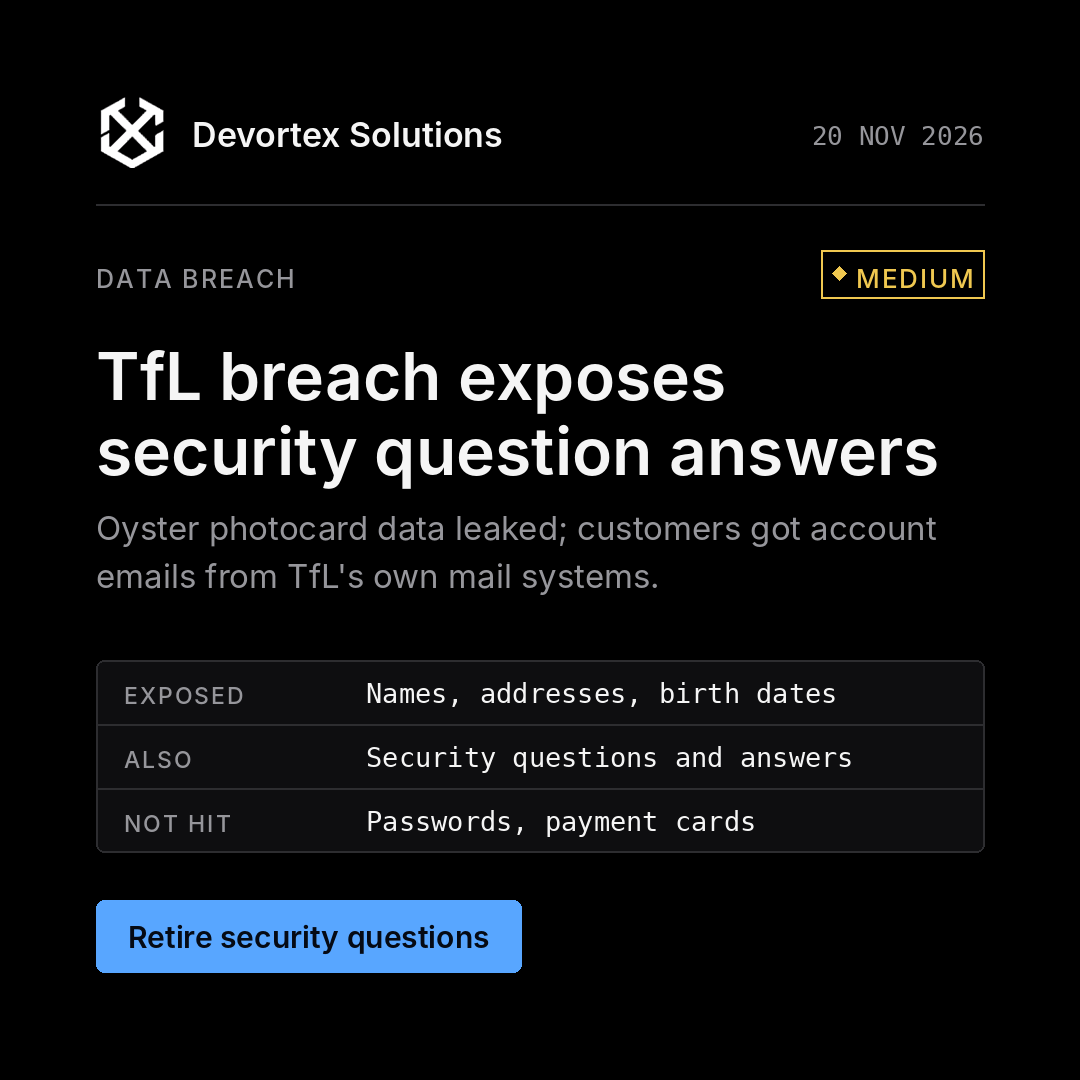 Devortex Solutions
20 NOV 2026
DATA BREACH
MEDIUM
TfL breach exposes
security question answers
Oyster photocard data leaked; customers got account
emails from TfL's own mail systems.
EXPOSED Names, addresses, birth dates
ALSO Security questions and answers
NOT HIT Passwords, payment cards
Retire security questions